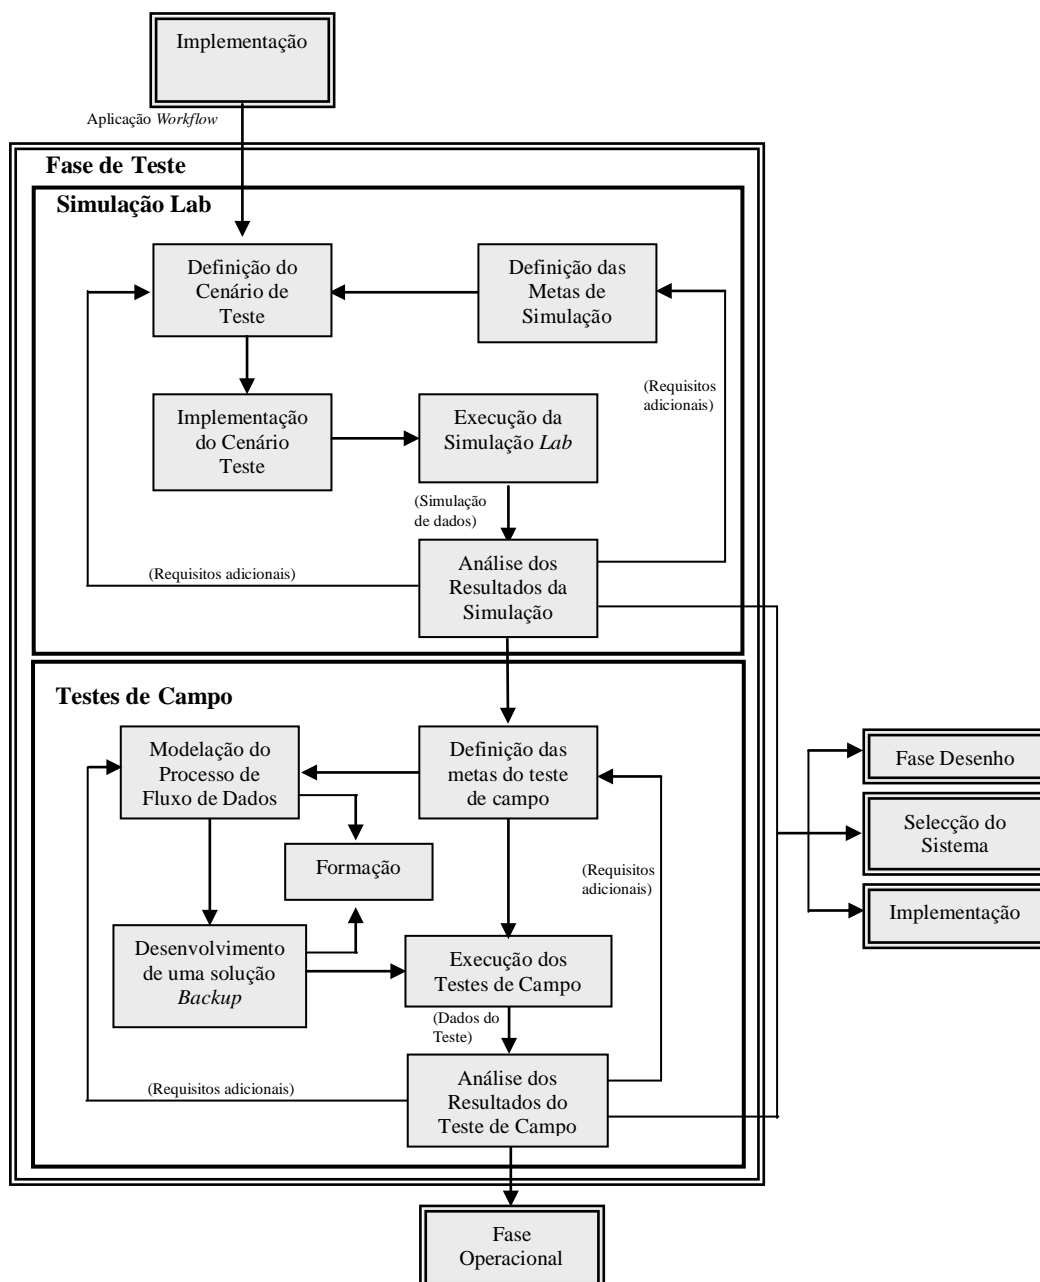 Implementação
Aplicação Workflow
Fase de Teste
Simulação Lab
Definição do
Cenário de
Teste
Definição das
Metas de
Simulação
(Requisitos
adicionais)
Implementação
do Cenário
Teste
Execução da
Simulação Lab
(Simulação
de dados)
(Requisitos adicionais)
Análise dos
Resultados da
Simulação
Testes de Campo
Modelação do
Processo de
Fluxo de Dados
Definição das
metas do teste
de campo
Formação
(Requisitos
adicionais)
Desenvolvimento
de uma solução
Backup
Execução dos
Testes de Campo
(Dados do
Teste)
(Requisitos adicionais)
Análise dos
Resultados do
Teste de Campo
Fase Desenho
Selecção do
Sistema
Implementação
Fase
Operacional